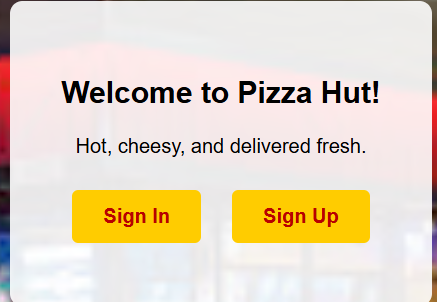 Welcome to Pizza Hut!
Hot, cheesy, and delivered fresh.
Sign In
Sign Up